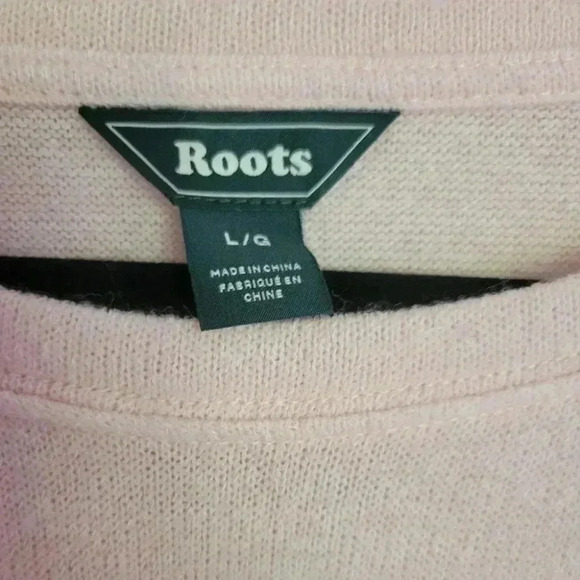 Roots
L/G
MADE IN CHINA
FABRIQUÉ EN
CHINE